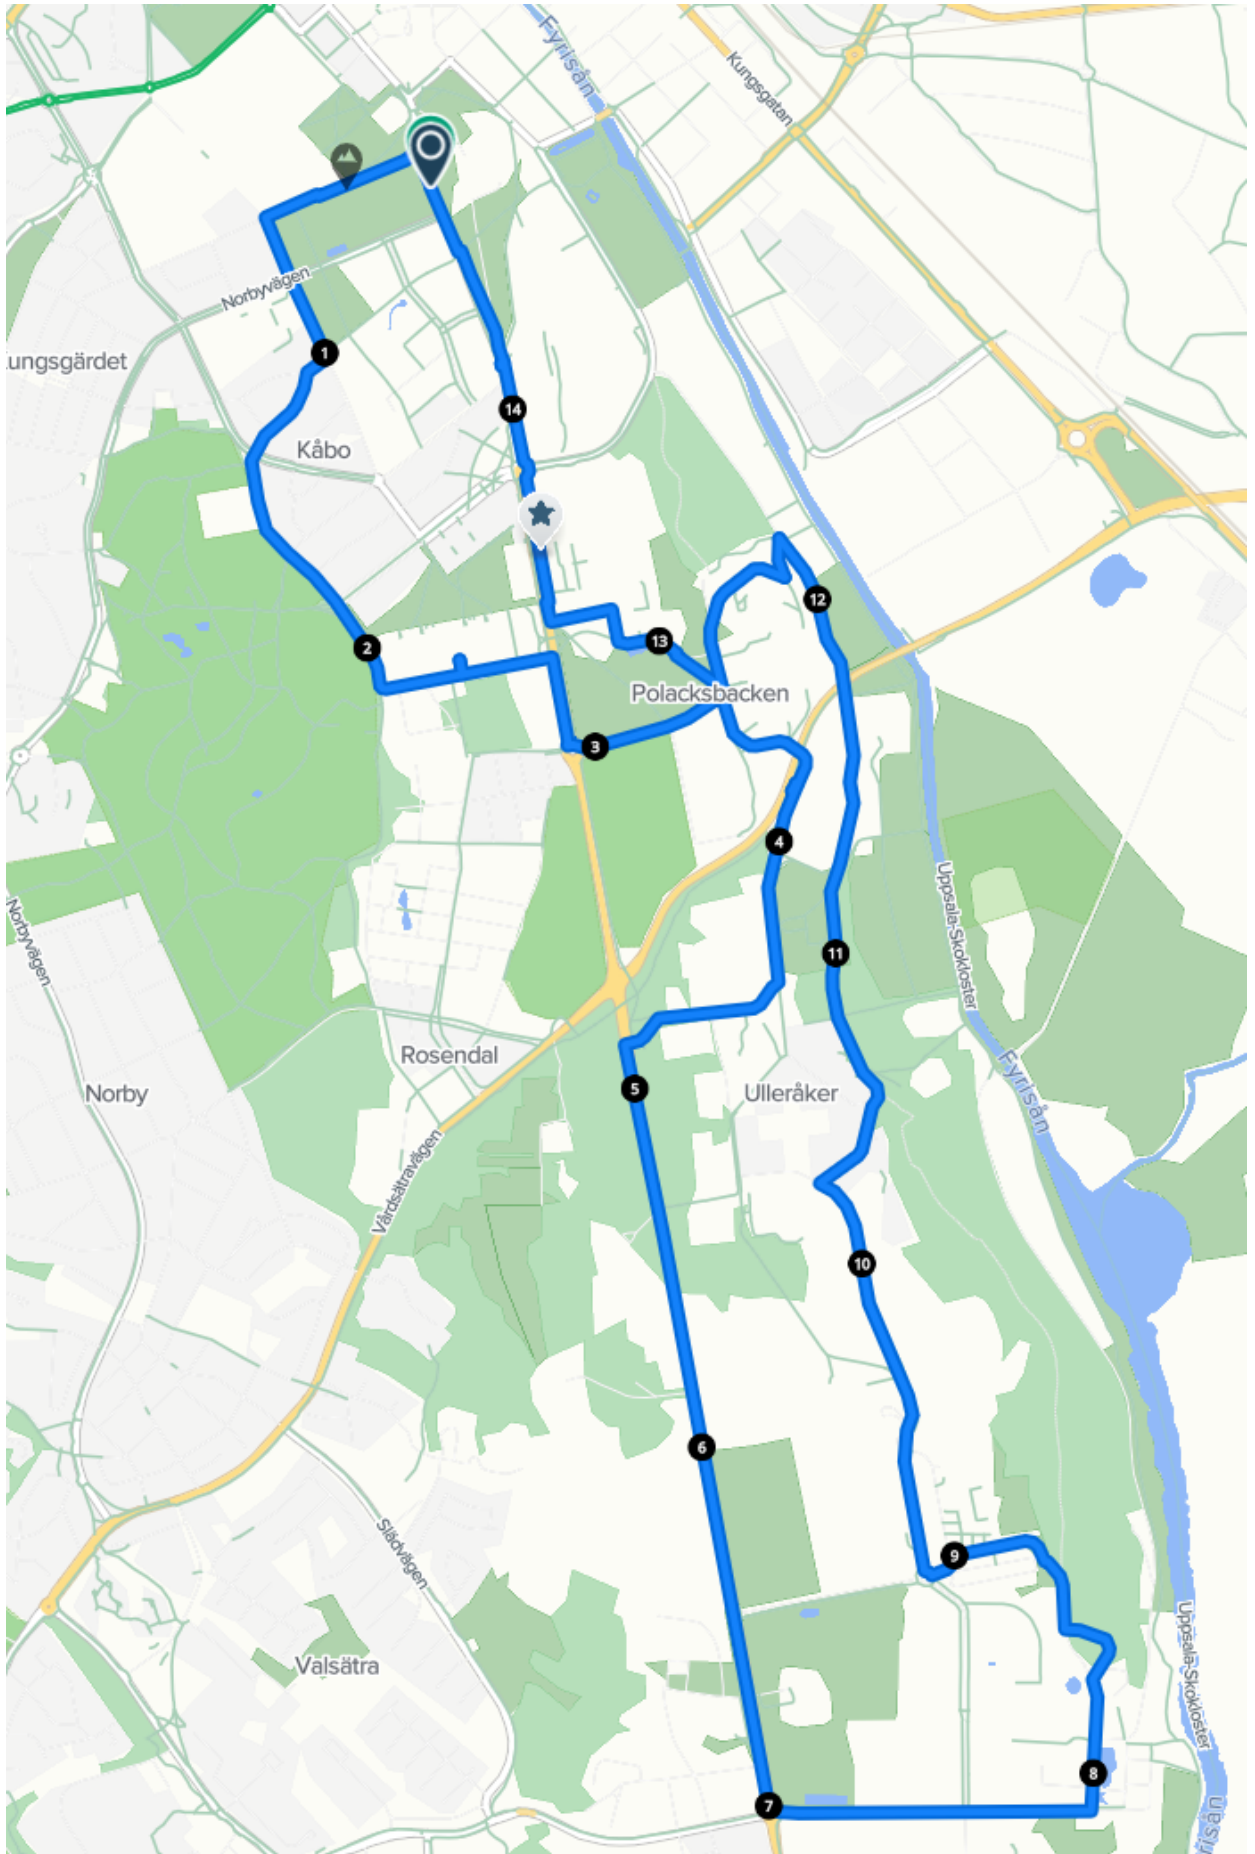 Fyrisån
Kungsgatan
Norbyvägen
1
ungsgärdet
14
Kåbo
12
13
2
Polacksbacken
3
4
Norbyvägen
Uppsala-Skokloster
11
Rosendal
Fyrisån
5
Ulleråker
Norby
Vårdsätravägen
10
6
Slädvägen
9
Uppsala-Skokloster
Valsätra
8
7
risån